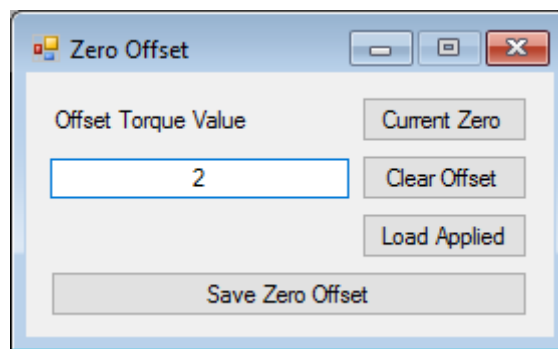 Zero Offset
Offset Torque Value
Current Zero
2
Clear Offset
Load Applied
Save Zero Offset